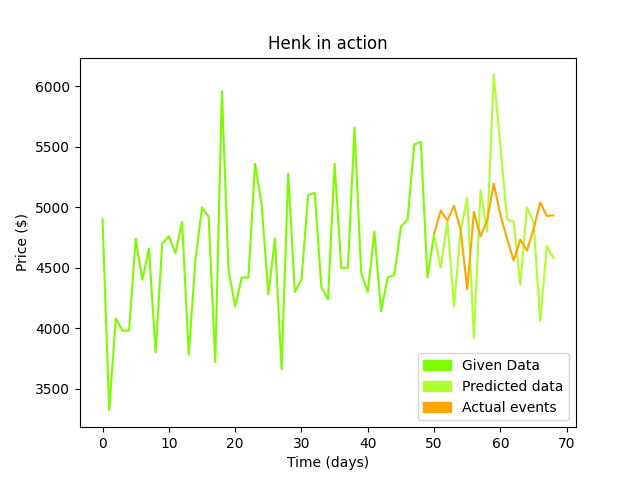 Henk in action
Price ($)
6000
5500
5000
4500
4000
3500
0 10 20 30 40 50 60 70
Time (days)
Given Data
Predicted data
Actual events